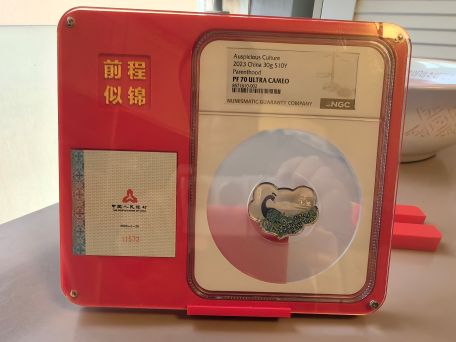 前程
似锦
Auspicious Culture
2023 China 30g S10Y
Parenthood
PF 70 ULTRA CAMEO
NUMISMATIC GUARANTY COMPANY
NGC
中国人民银行